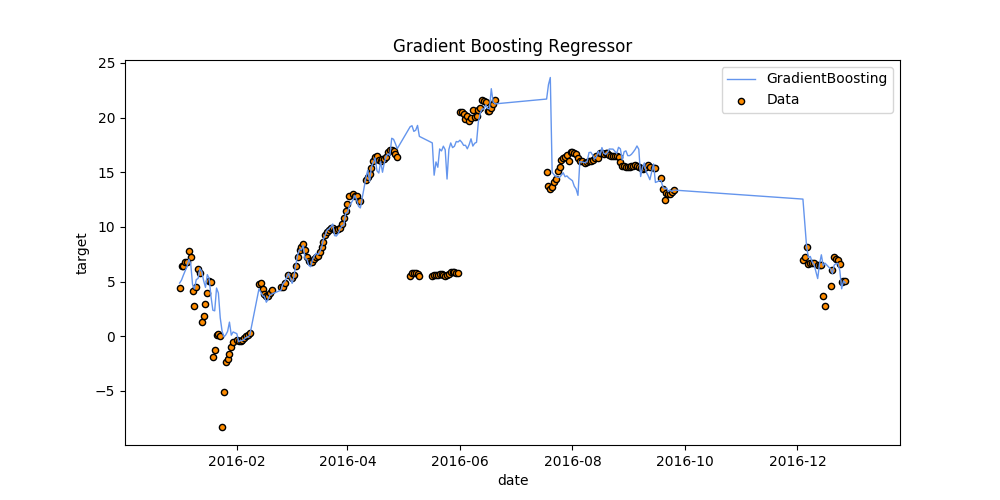 Gradient Boosting Regressor
GradientBoosting
Data
target
25
20
15
10
5
0
−5
2016-02
2016-04
2016-06
2016-08
2016-10
2016-12
date